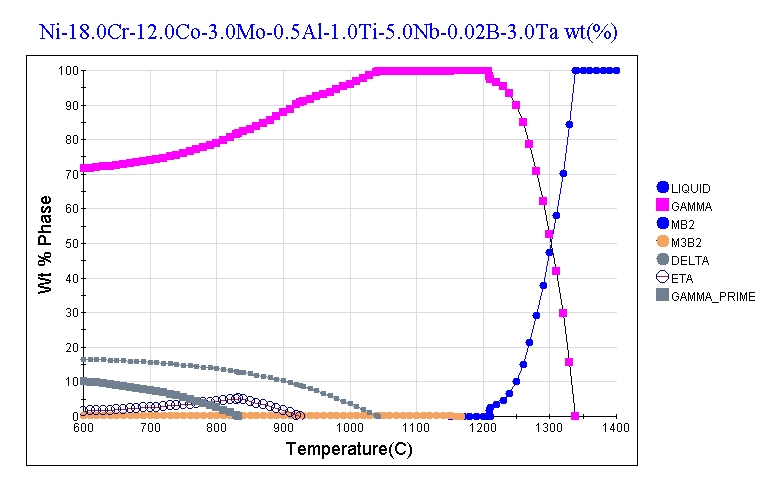 Ni-18.0Cr-12.0Co-3.0Mo-0.5Al-1.0Ti-5.0Nb-0.02B-3.0Ta wt(%)
100
90
80
70
60
50
40
30
20
10
0
Wt % Phase
600 700 800 900 1000 1100 1200 1300 1400
Temperature(C)
LIQUID
GAMMA
MB2
M3B2
DELTA
ETA
GAMMA_PRIME